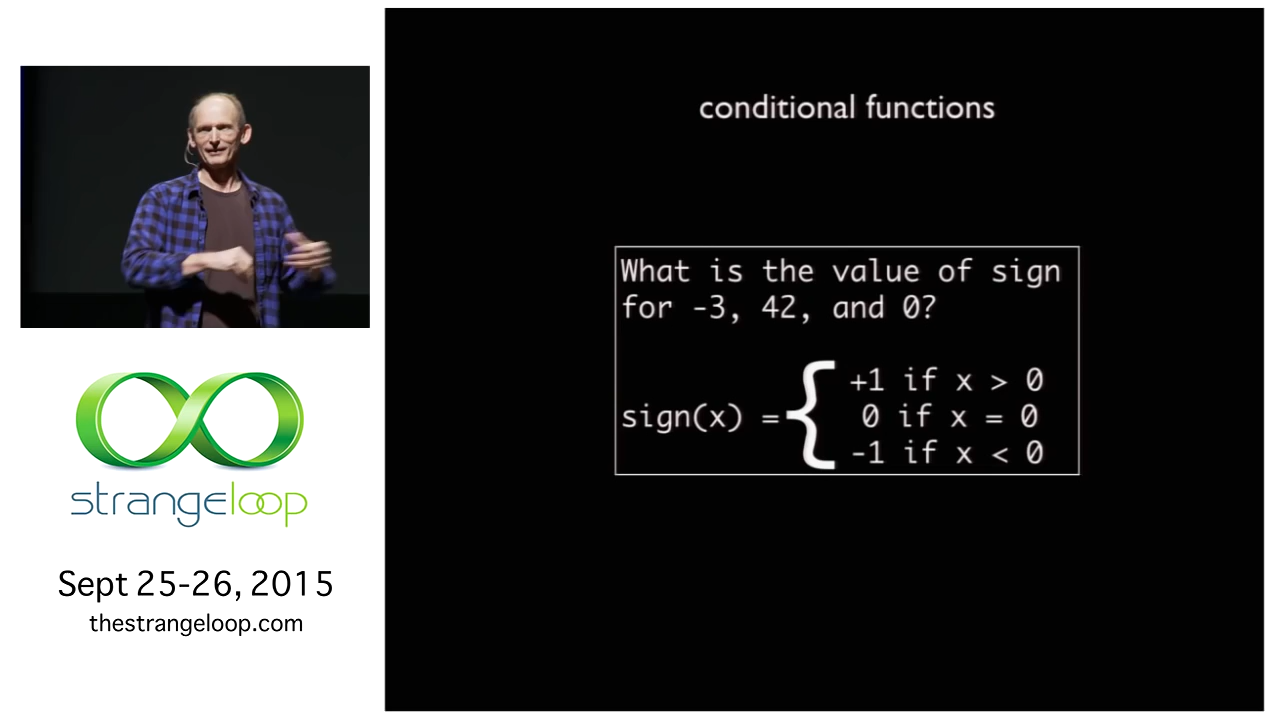 conditional functions
What is the value of sign
for -3, 42, and 0?
sign(x) = {
+1 if x > 0
0 if x = 0
-1 if x < 0
strangeloop
Sept 25-26, 2015
thestrangeloop.com